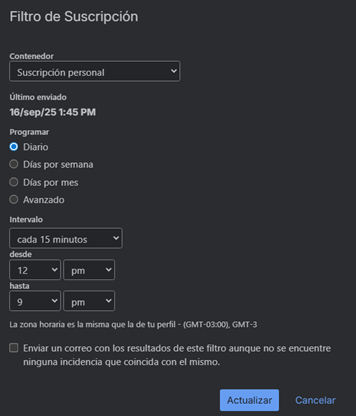 Filtro de Suscripción
Contenedor
Suscripción personal
Último enviado
16/sep/25 1:45 PM
Programar
Diario
Días por semana
Días por mes
Avanzado
Intervalo
cada 15 minutos
desde
12 pm
hasta
9 pm
La zona horaria es la misma que la de tu perfil - (GMT-03:00), GMT-3
Enviar un correo con los resultados de este filtro aunque no se encuentre
ninguna incidencia que coincida con el mismo.
Actualizar Cancelar